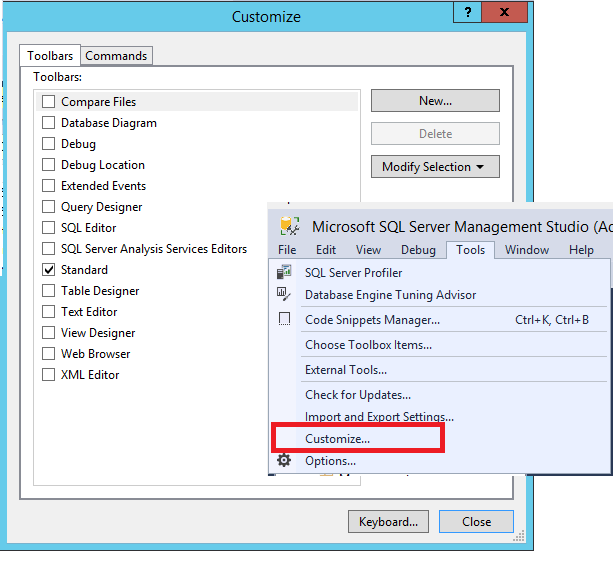 Customize
?
x
Toolbars
Commands
Toolbars:
Compare Files
Database Diagram
Debug
Debug Location
Extended Events
Query Designer
SQL Editor
SQL Server Analysis Services Editors
Standard
Table Designer
Text Editor
View Designer
Web Browser
XML Editor
New...
Delete
Modify Selection
Microsoft SQL Server Management Studio (Ac
File Edit View Debug Tools Window Help
SQL Server Profiler
Database Engine Tuning Advisor
Code Snippets Manager... Ctrl+K, Ctrl+B
Choose Toolbox Items...
External Tools...
Check for Updates...
Import and Export Settings...
Customize...
Options...
Keyboard...
Close